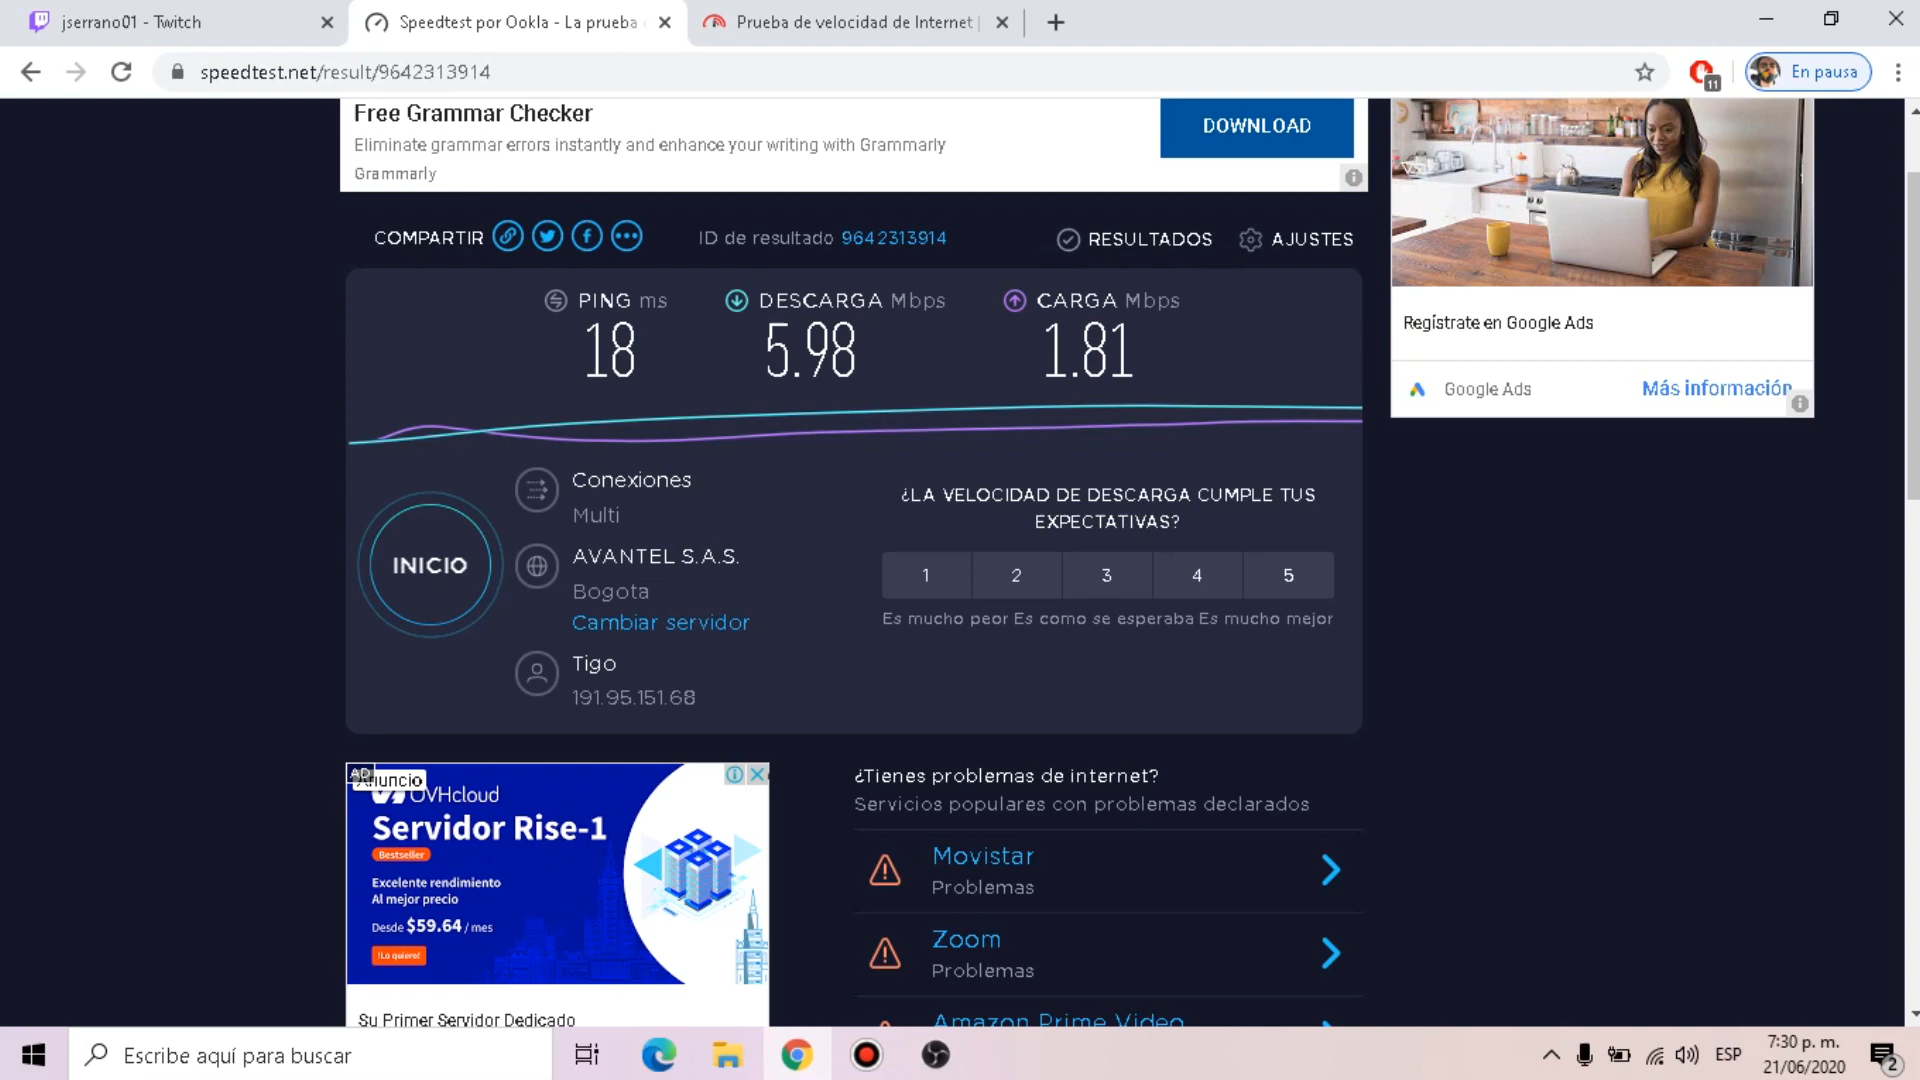 jserrano01 - Twitch
Speedtest por Ookla - La prueba
Prueba de velocidad de Internet
speedtest.net/result/9642313914
11
En pausa
Free Grammar Checker
Eliminate grammar errors instantly and enhance your writing with Grammarly
Grammarly
DOWNLOAD
COMPARTIR
ID de resultado 9642313914
RESULTADOS
AJUSTES
PING ms
18
DESCARGA Mbps
5.98
CARGA Mbps
1.81
INICIO
Conexiones
Multi
AVANTEL S.A.S.
Bogota
Cambiar servidor
Tigo
191.95.151.68
¿LA VELOCIDAD DE DESCARGA CUMPLE TUS
EXPECTATIVAS?
1 2 3 4 5
Es mucho peor Es como se esperaba Es mucho mejor
Regístrate en Google Ads
Google Ads
Más información
AD
Anuncio
OVHcloud
Servidor Rise-1
Bestseller
Excelente rendimiento
Al mejor precio
Desde $59.64 / mes
!Lo quiero!
Su Primer Servidor Dedicado
¿Tienes problemas de internet?
Servicios populares con problemas declarados
Movistar
Problemas
Zoom
Problemas
Amazon Prime Video
Escribe aquí para buscar
ESP
7:30 p. m.
21/06/2020
2